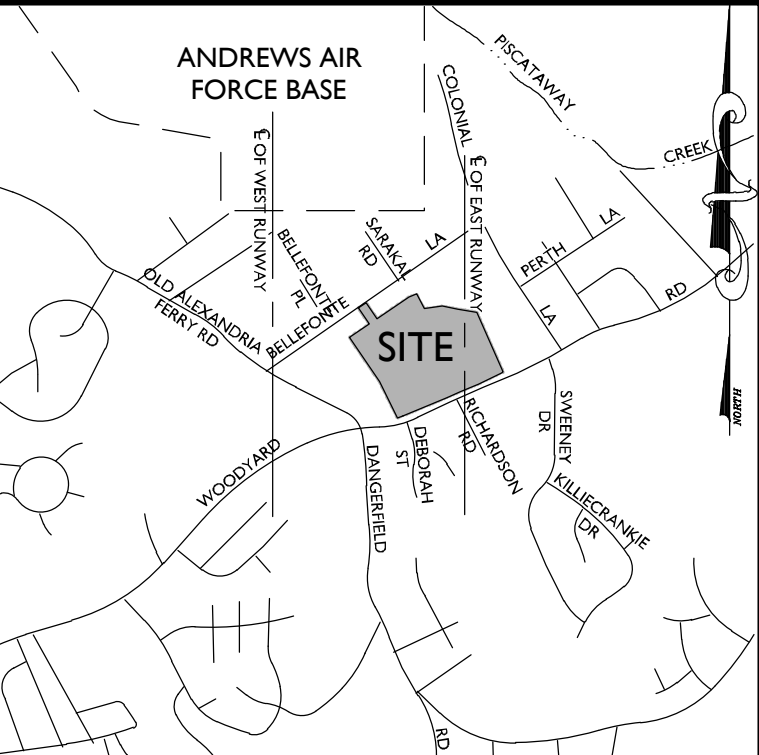 ANDREWS AIR
FORCE BASE
PISCATAWAY
CREEK
COLONIAL
LA
℄ OF WEST RUNWAY
℄ OF EAST RUNWAY
BELLEFONTE
PL
SARAKAL
RD
BELLEFONTE
LA
PERTH
LA
OLD ALEXANDRIA
FERRY RD
SITE
WOODYARD
RD
RICHARDSON
RD
DEBORAH
ST
DANGERFIELD
RD
SWEENEY
DR
KILLIECRANKIE
DR
NORTH